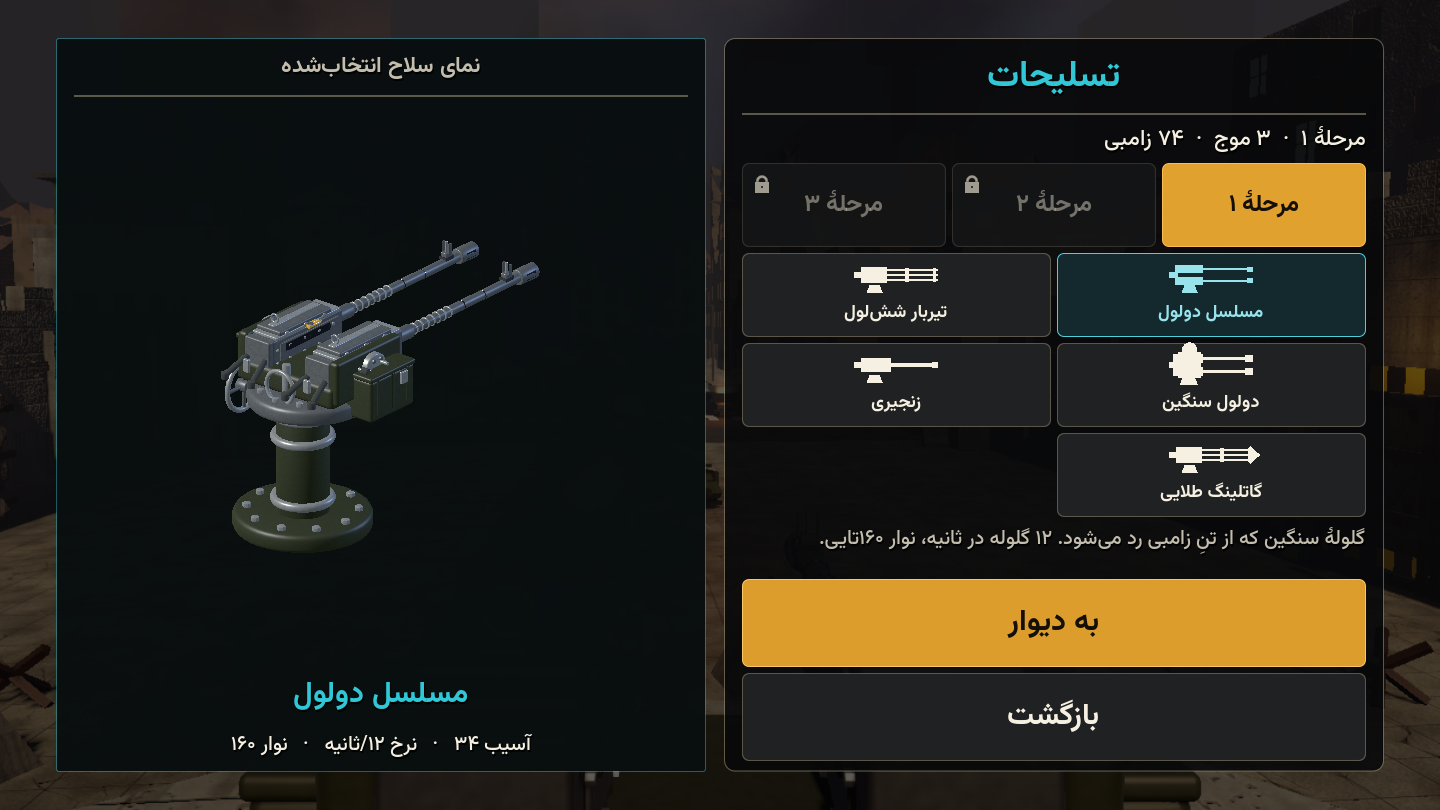 تسلیحات
مرحلهٔ ۱ · ۳ موج · ۷۴ زامبی
مرحلهٔ ۱
مرحلهٔ ۲
مرحلهٔ ۳
مسلسل دولول
تیربار شش‌لول
دولول سنگین
زنجیری
گاتلینگ طلایی
گلولهٔ سنگین که از تنِ زامبی رد می‌شود. ۱۲ گلوله در ثانیه، نوار ۱۶۰تایی.
به دیوار
بازگشت
نمای سلاح انتخاب‌شده
مسلسل دولول
آسیب ۳۴ · نرخ ۱۲/ثانیه · نوار ۱۶۰